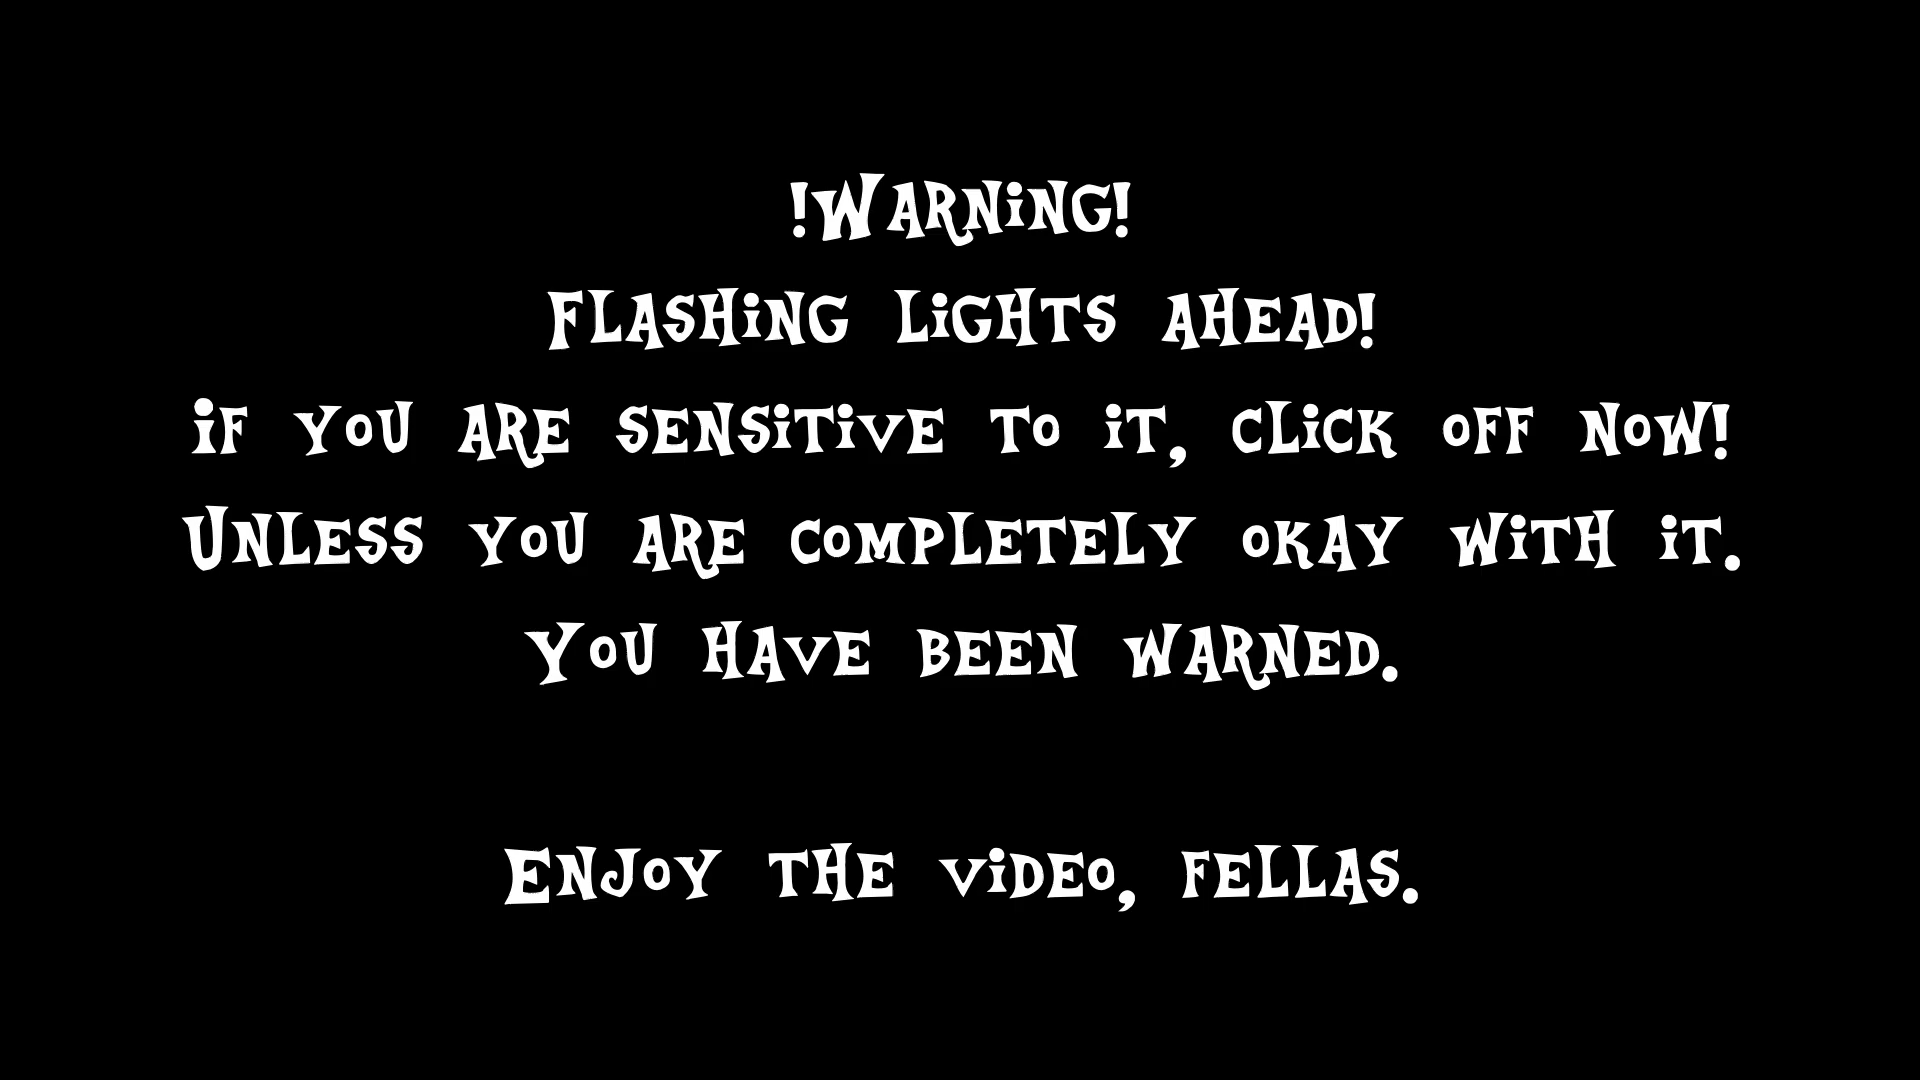 !Warning!
Flashing lights ahead!
if you are sensitive to it, click off now!
Unless you are completely okay with it.
You have been warned.
Enjoy the video, fellas.